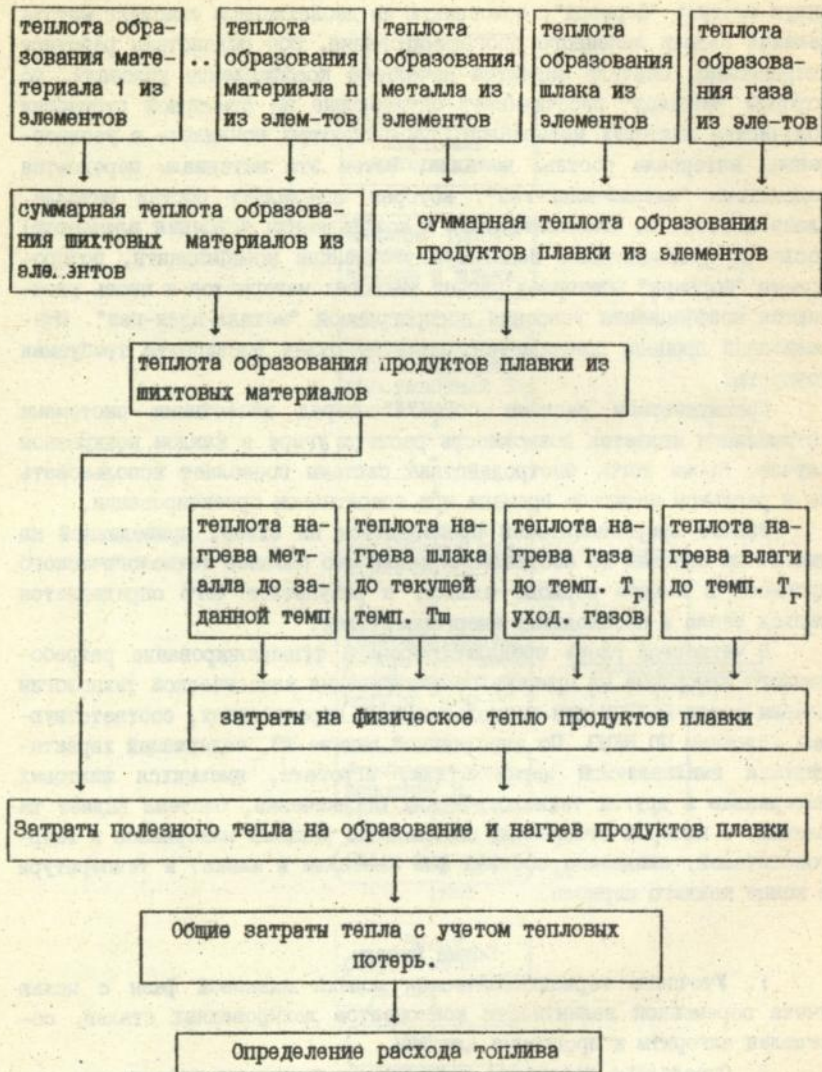 теплота обра-
зования мате-
териала 1 из
элементов
..
теплота
образования
материала n
из элем-тов
теплота
образования
металла из
элементов
теплота
образования
шлака из
элементов
теплота
образова-
ния газа
из эле-тов
суммарная теплота образова-
ния шихтовых материалов из
эле..энтов
суммарная теплота образования
продуктов плавки из элементов
теплота образования продуктов плавки из
шихтовых материалов
теплота на-
грева мет-
алла до за-
данной темп
теплота на-
грева шлака
до текущей
темп. Tш
теплота на-
грева газа
до темп. Tг
уход. газов
теплота на-
грева влаги
до темп. Tг
затраты на физическое тепло продуктов плавки
Затраты полезного тепла на образование и нагрев продуктов плавки
Общие затраты тепла с учетом тепловых
потерь.
Определение расхода топлива